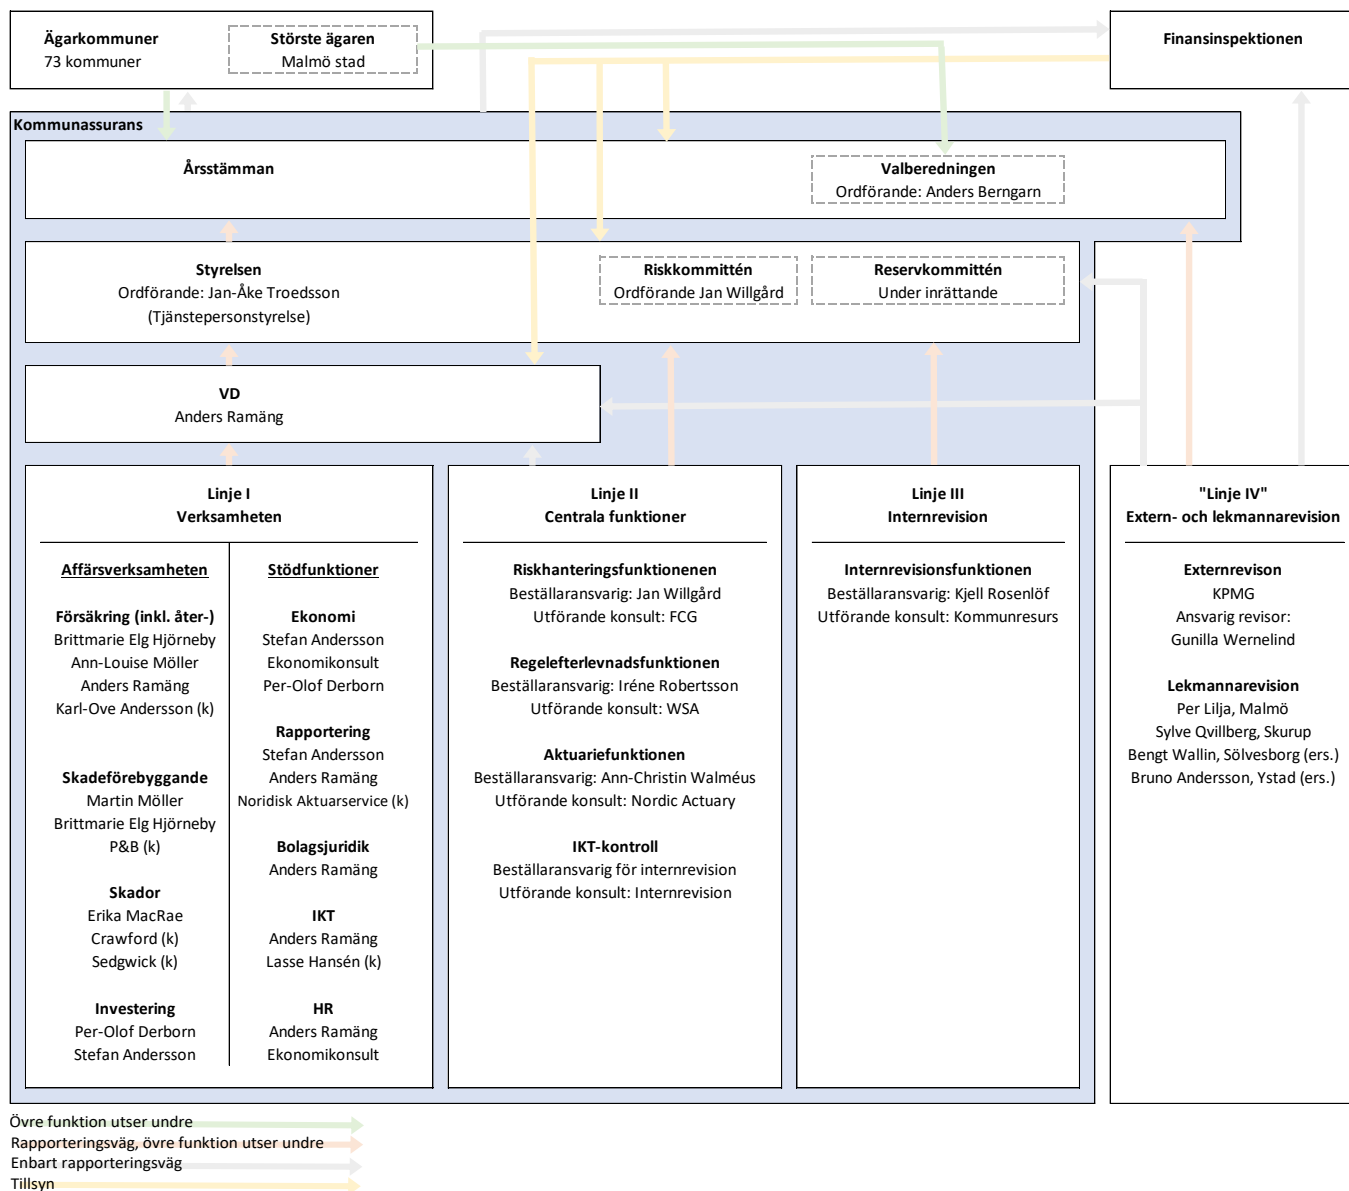 Ägarkommuner
73 kommuner
Störste ägaren
Malmö stad
Finansinspektionen
Kommunassurans
Årsstämman
Valberedningen
Ordförande: Anders Berngarn
Styrelsen
Ordförande: Jan-Åke Troedsson
(Tjänstepersonstyrelse)
Riskkommittén
Ordförande Jan Willgård
Reservkommittén
Under inrättande
VD
Anders Ramäng
Linje I
Verksamheten
Affärsverksamheten
Försäkring (inkl. åter-)
Brittmarie Elg Hjörneby
Ann-Louise Möller
Anders Ramäng
Karl-Ove Andersson (k)
Skadeförebyggande
Martin Möller
Brittmarie Elg Hjörneby
P&B (k)
Skador
Erika MacRae
Crawford (k)
Sedgwick (k)
Investering
Per-Olof Derborn
Stefan Andersson
Stödfunktioner
Ekonomi
Stefan Andersson
Ekonomikonsult
Per-Olof Derborn
Rapportering
Stefan Andersson
Anders Ramäng
Noridisk Aktuarservice (k)
Bolagsjuridik
Anders Ramäng
IKT
Anders Ramäng
Lasse Hansén (k)
HR
Anders Ramäng
Ekonomikonsult
Linje II
Centrala funktioner
Riskhanteringsfunktionenen
Beställaransvarig: Jan Willgård
Utförande konsult: FCG
Regelefterlevnadsfunktionen
Beställaransvarig: Iréne Robertsson
Utförande konsult: WSA
Aktuariefunktionen
Beställaransvarig: Ann-Christin Walméus
Utförande konsult: Nordic Actuary
IKT-kontroll
Beställaransvarig för internrevision
Utförande konsult: Internrevision
Linje III
Internrevision
Internrevisionsfunktionen
Beställaransvarig: Kjell Rosenlöf
Utförande konsult: Kommunresurs
"Linje IV"
Extern- och lekmannarevision
Externrevison
KPMG
Ansvarig revisor:
Gunilla Wernelind
Lekmannarevision
Per Lilja, Malmö
Sylve Qvillberg, Skurup
Bengt Wallin, Sölvesborg (ers.)
Bruno Andersson, Ystad (ers.)
Övre funktion utser undre
Rapporteringsväg, övre funktion utser undre
Enbart rapporteringsväg
Tillsyn